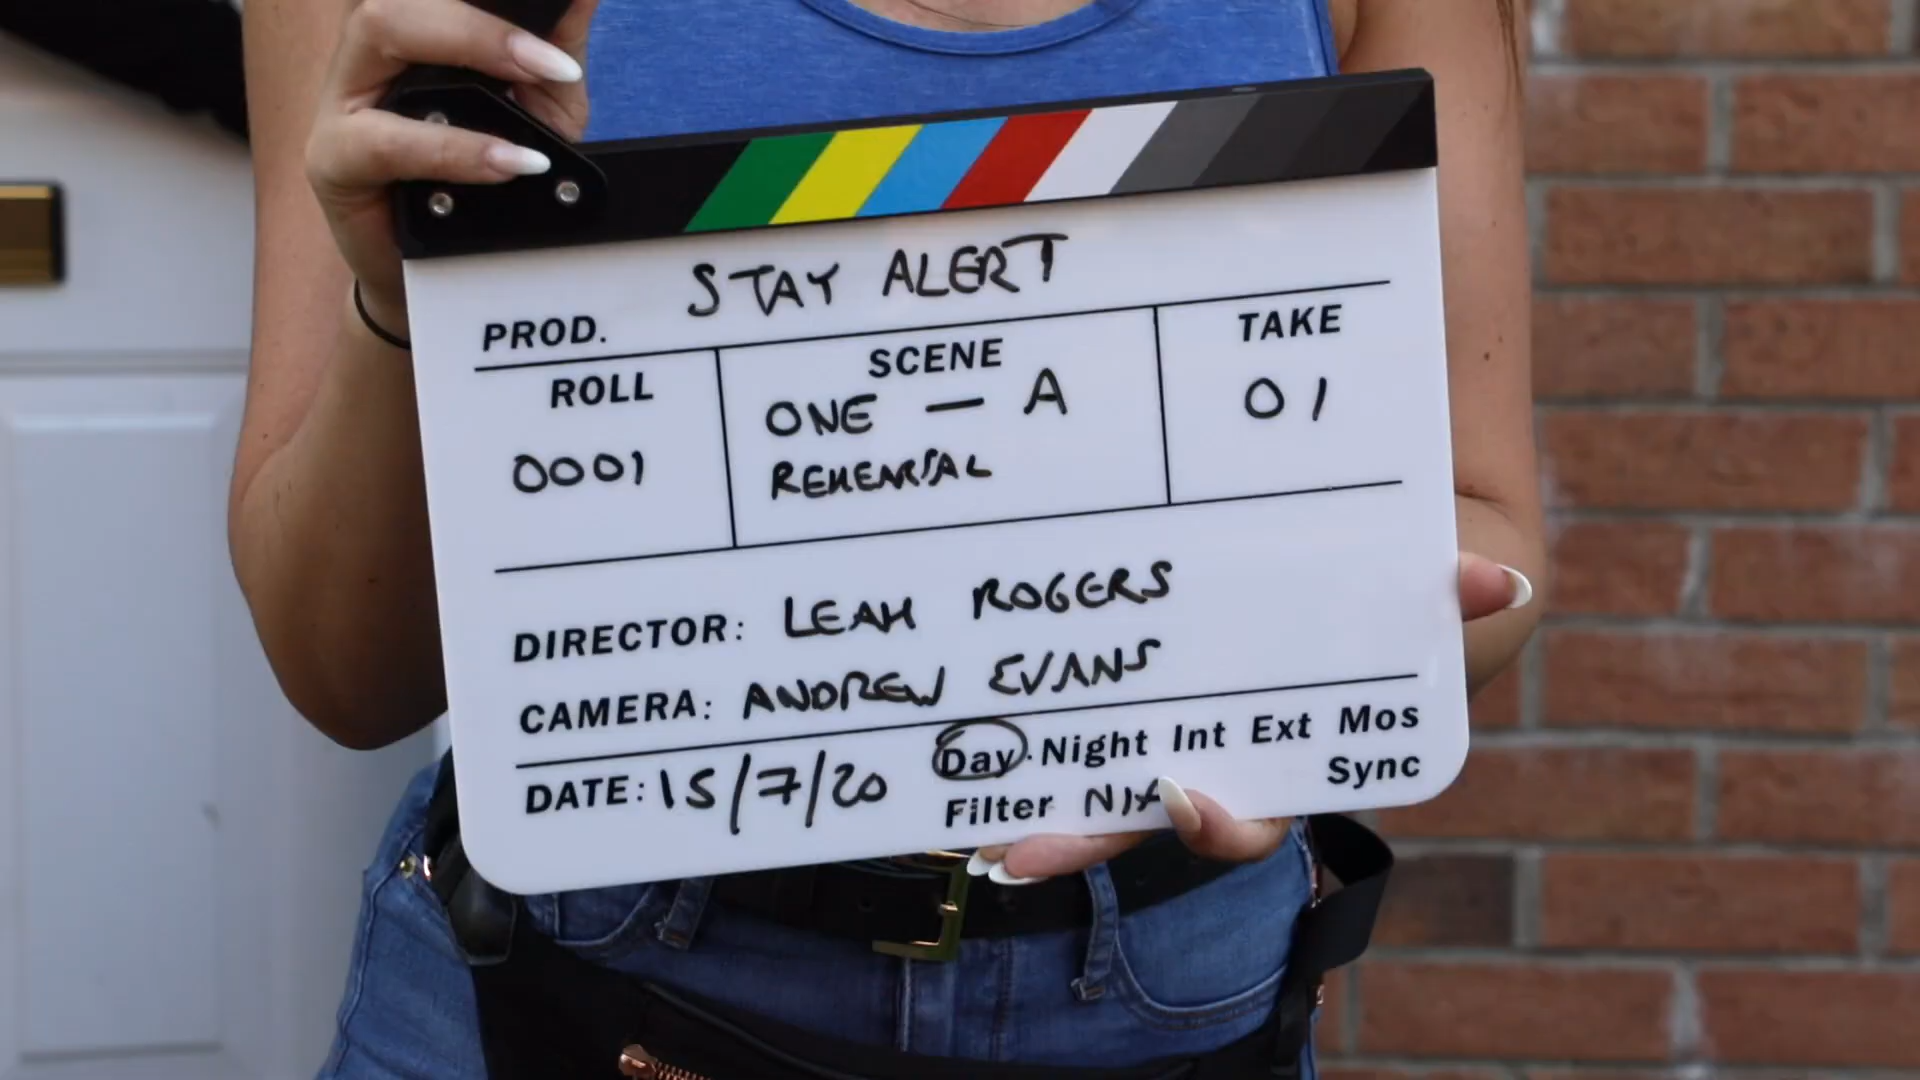 PROD. STAY ALERT
ROLL
0001
SCENE
ONE — A
REHEARSAL
TAKE
01
DIRECTOR: LEAH ROGERS
CAMERA: ANDREW EVANS
DATE: 15/7/20
Day Night Int Ext Mos
Filter N/A Sync